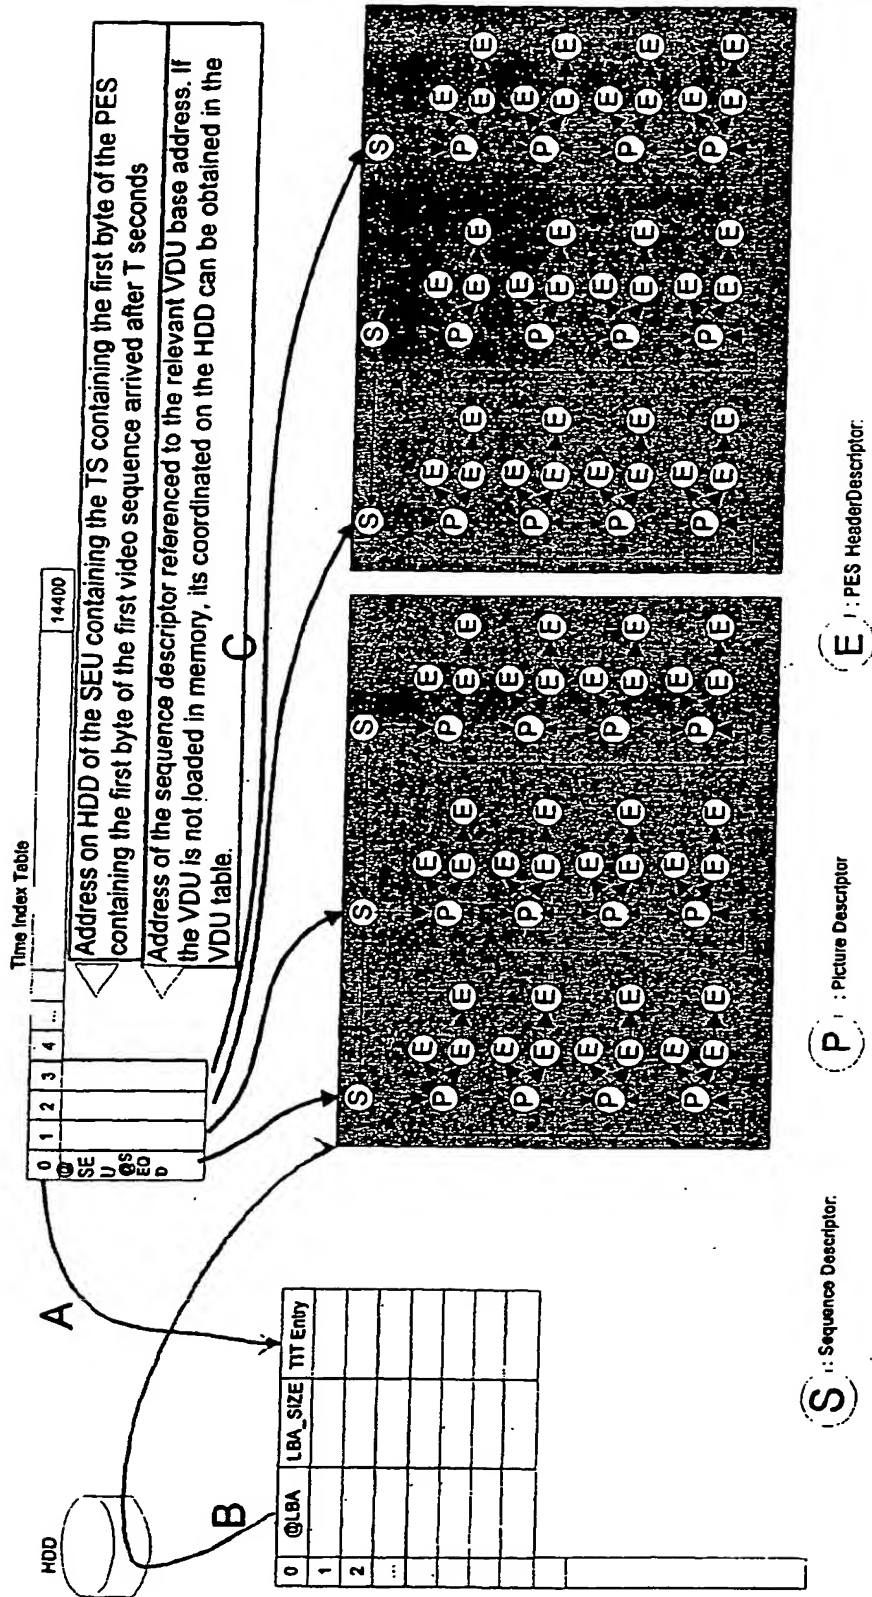 Time Index Table
0 1 2 3 4 ... 14400
@
SE
U
@S
EQ
D
Address on HDD of the SEU containing the TS containing the first byte of the PES
containing the first byte of the first video sequence arrived after T seconds
Address of the sequence descriptor referenced to the relevant VDU base address. If
the VDU is not loaded in memory, its coordinated on the HDD can be obtained in the
VDU table.
A
B
C
HDD
0 @LBA LBA_SIZE TIT Entry
1
2
....
S S S
P E E E P E E E P E E E
P E E E P E E E P E E E
P E E E P E E E P E E E
P E E E P E E E P E E E
S S S
P E E E P E E E P E E E
P E E E P E E E P E E E
P E E E P E E E P E E E
P E E E P E E E P E E E
S : Sequence Descriptor:
P : Picture Descriptor
E : PES HeaderDescriptor: